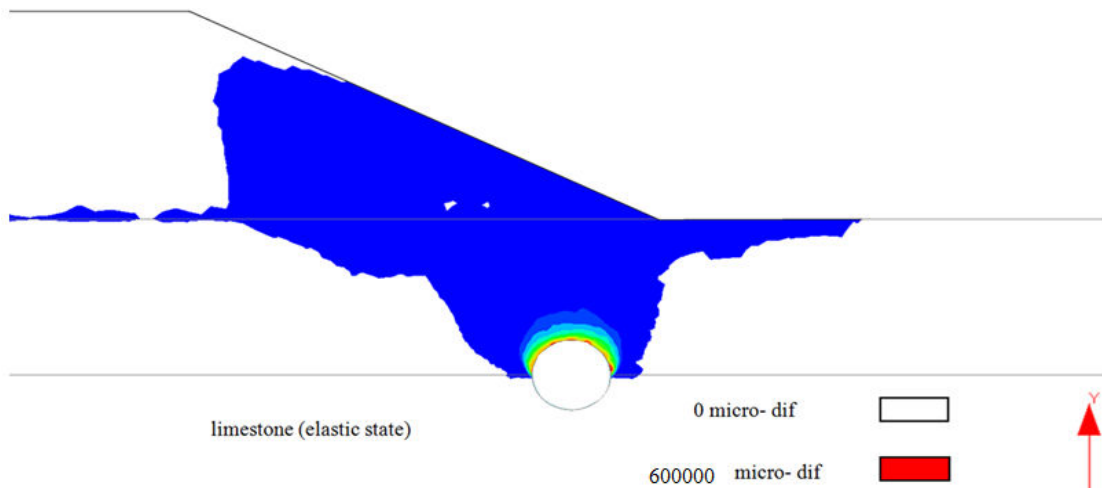 0 micro- dif
Y
limestone (elastic state)
600000 micro- dif